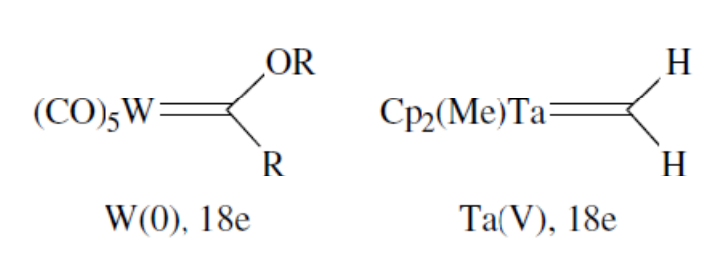 OR
(CO)₅W
R
W(0), 18e
H
Cp₂(Me)Ta
H
Ta(V), 18e